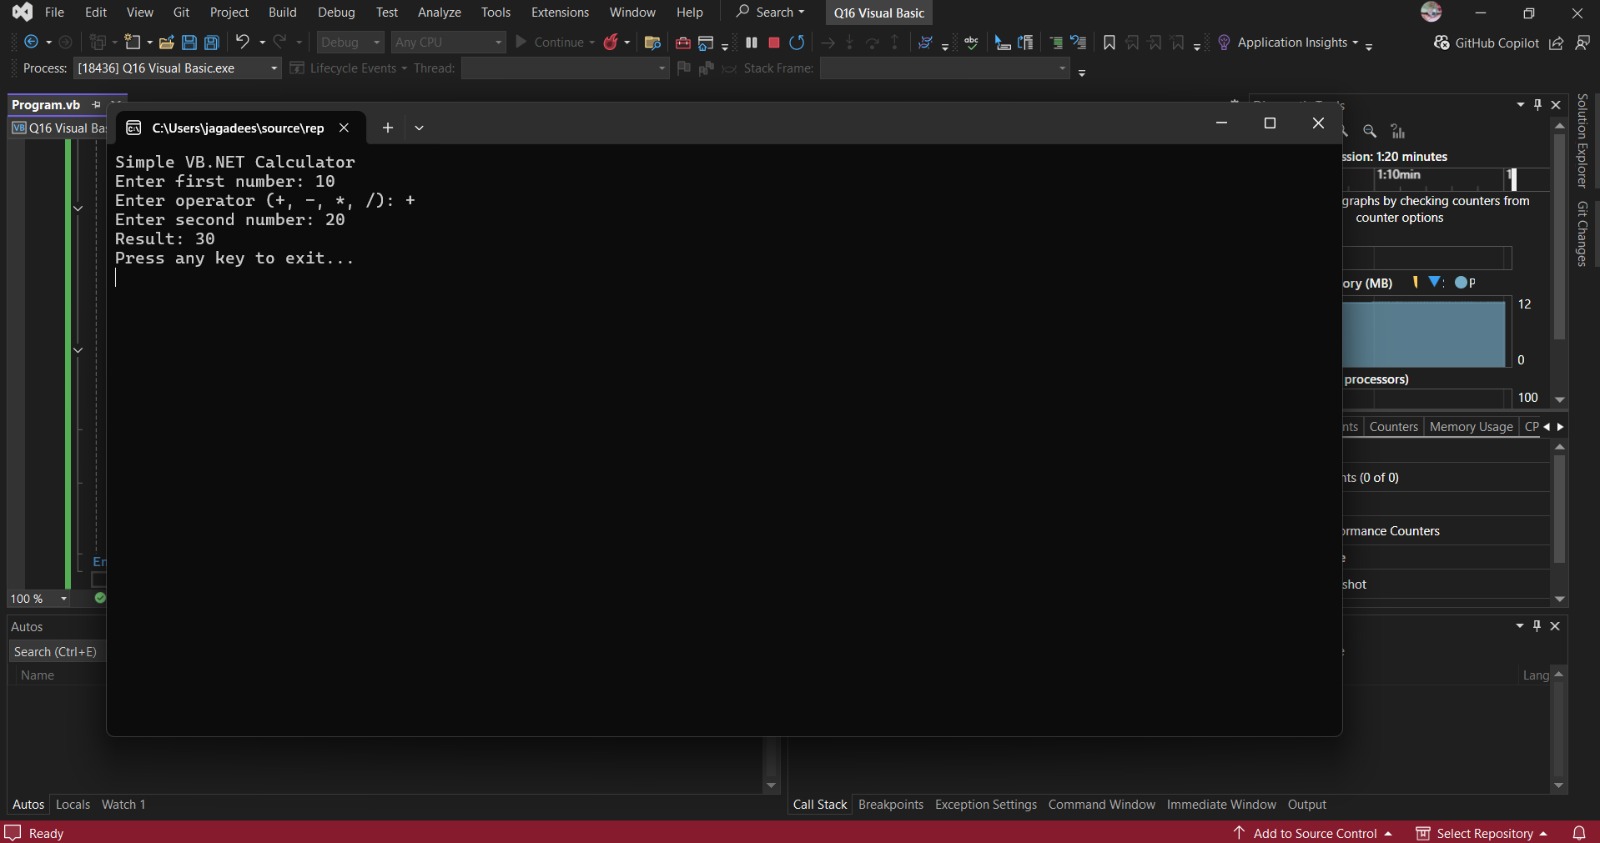 File Edit View Git Project Build Debug Test Analyze Tools Extensions Window Help Search Q16 Visual Basic
Debug Any CPU Continue Application Insights GitHub Copilot
Process: [18436] Q16 Visual Basic.exe Lifecycle Events Thread: Stack Frame:
Program.vb
VB Q16 Visual Ba
C:\Users\jagadees\source\rep
Simple VB.NET Calculator
Enter first number: 10
Enter operator (+, -, *, /): +
Enter second number: 20
Result: 30
Press any key to exit...
ssion: 1:20 minutes
1:10min
graphs by checking counters from
counter options
ory (MB)
12
0
processors)
100
nts Counters Memory Usage CP
nts (0 of 0)
ormance Counters
shot
Solution Explorer
Git Changes
En
100 %
Autos
Search (Ctrl+E)
Name
Lang
Autos Locals Watch 1
Call Stack Breakpoints Exception Settings Command Window Immediate Window Output
Ready Add to Source Control Select Repository